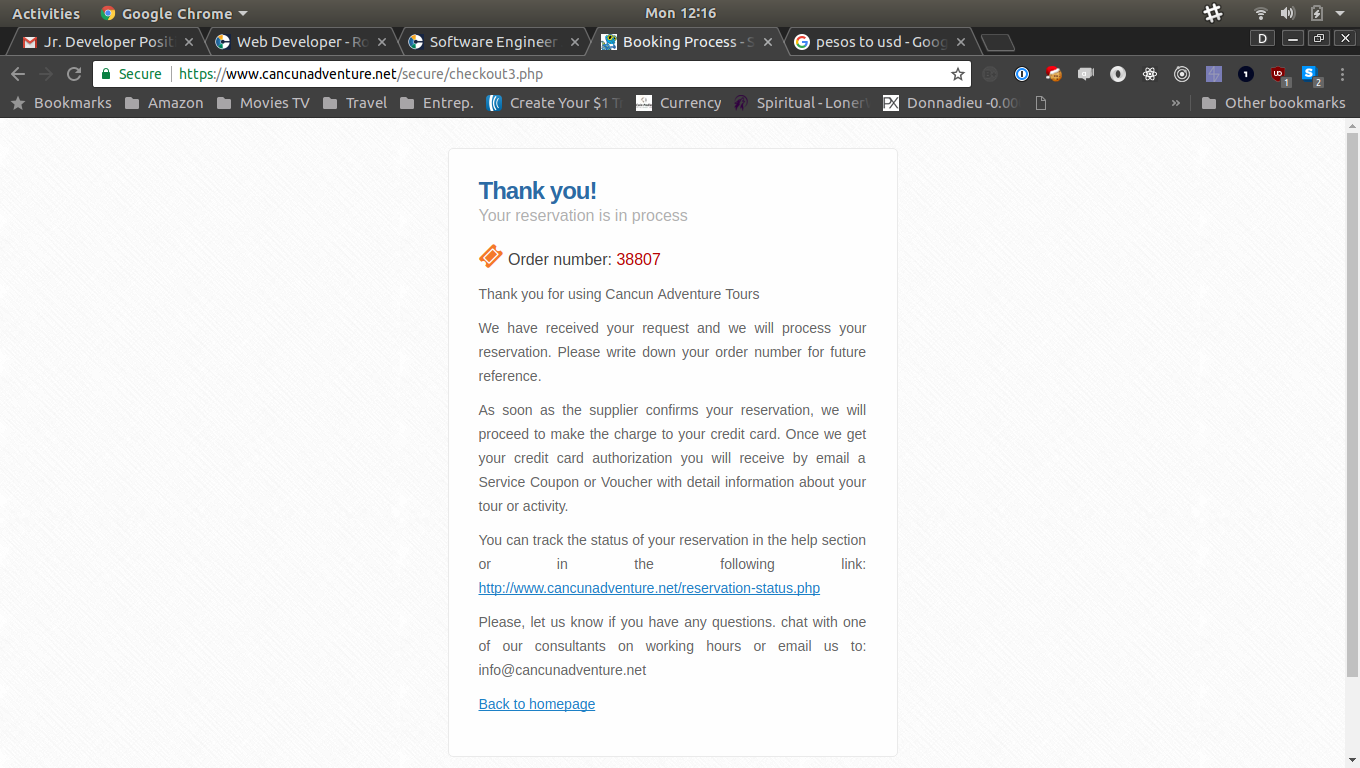 Activities Google Chrome Mon 12:16
Jr. Developer Posit Web Developer - Ro Software Engineer Booking Process - S pesos to usd - Goog D
Secure https://www.cancunadventure.net/secure/checkout3.php 1 2
Bookmarks Amazon Movies TV Travel Entrep. Create Your $1 T Currency Spiritual - Loner PX Donnadieu -0.00 » Other bookmarks
Thank you!
Your reservation is in process
Order number: 38807
Thank you for using Cancun Adventure Tours
We have received your request and we will process your
reservation. Please write down your order number for future
reference.
As soon as the supplier confirms your reservation, we will
proceed to make the charge to your credit card. Once we get
your credit card authorization you will receive by email a
Service Coupon or Voucher with detail information about your
tour or activity.
You can track the status of your reservation in the help section
or in the following link:
http://www.cancunadventure.net/reservation-status.php
Please, let us know if you have any questions. chat with one
of our consultants on working hours or email us to:
info@cancunadventure.net
Back to homepage